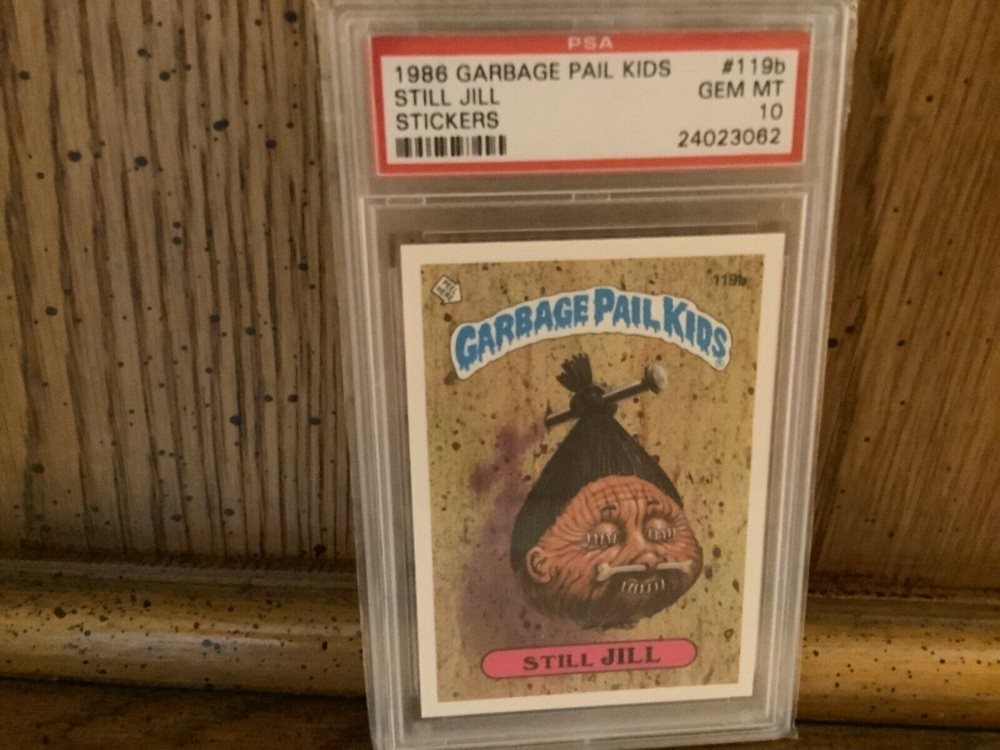 PSA
1986 GARBAGE PAIL KIDS #119b
STILL JILL GEM MT
STICKERS 10
24023062
119b
GARBAGE PAIL KIDS
STILL JILL